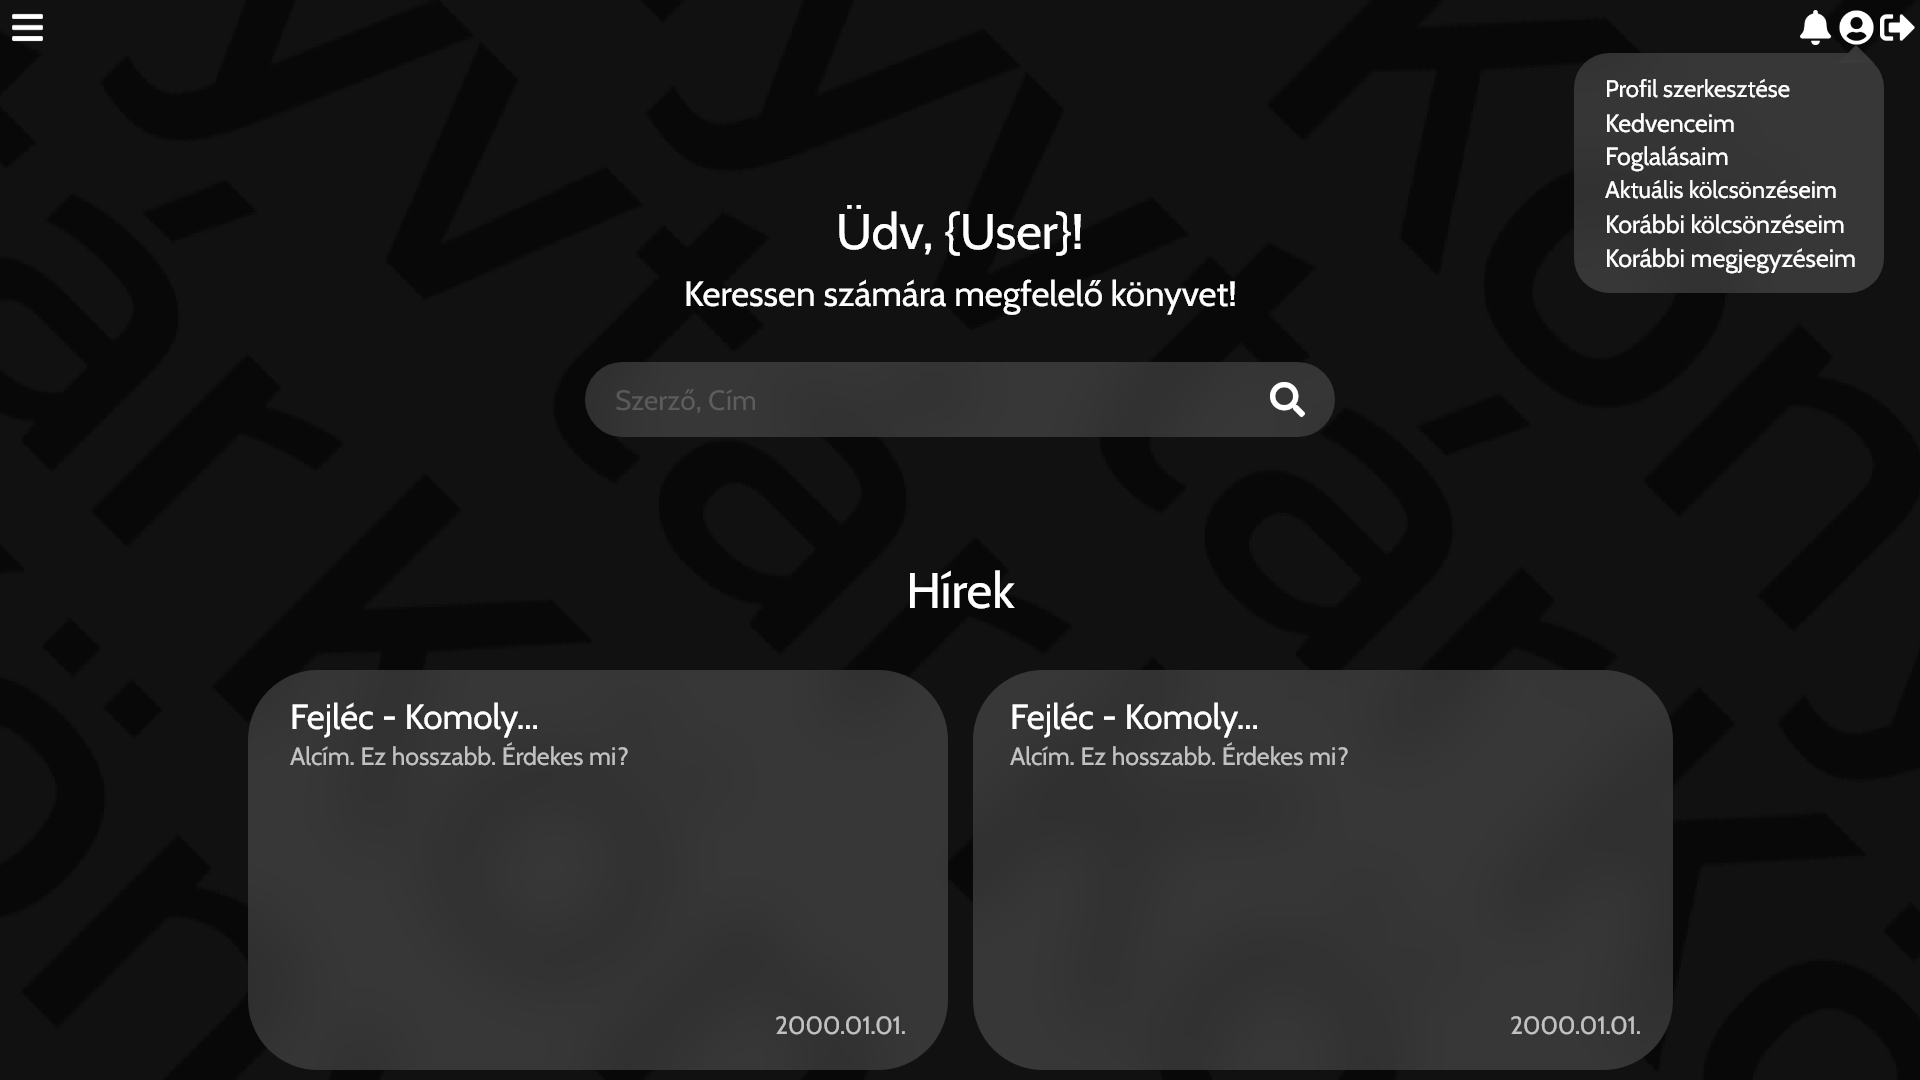 Profil szerkesztése
Kedvenceim
Foglalásaim
Aktuális kölcsönzéseim
Korábbi kölcsönzéseim
Korábbi megjegyzéseim
Üdv, {User}!
Keressen számára megfelelő könyvet!
Szerző, Cím
Hírek
Fejléc - Komoly...
Alcím. Ez hosszabb. Érdekes mi?
2000.01.01.
Fejléc - Komoly...
Alcím. Ez hosszabb. Érdekes mi?
2000.01.01.